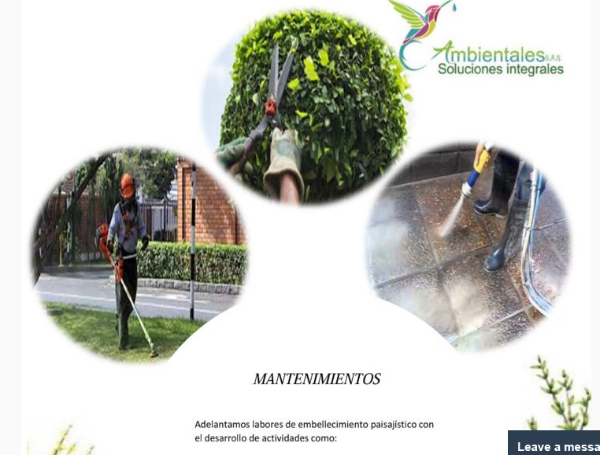 Ambientales S.A.S.
Soluciones integrales
MANTENIMIENTOS
Adelantamos labores de embellecimiento paisajístico con
el desarrollo de actividades como:
Leave a messa